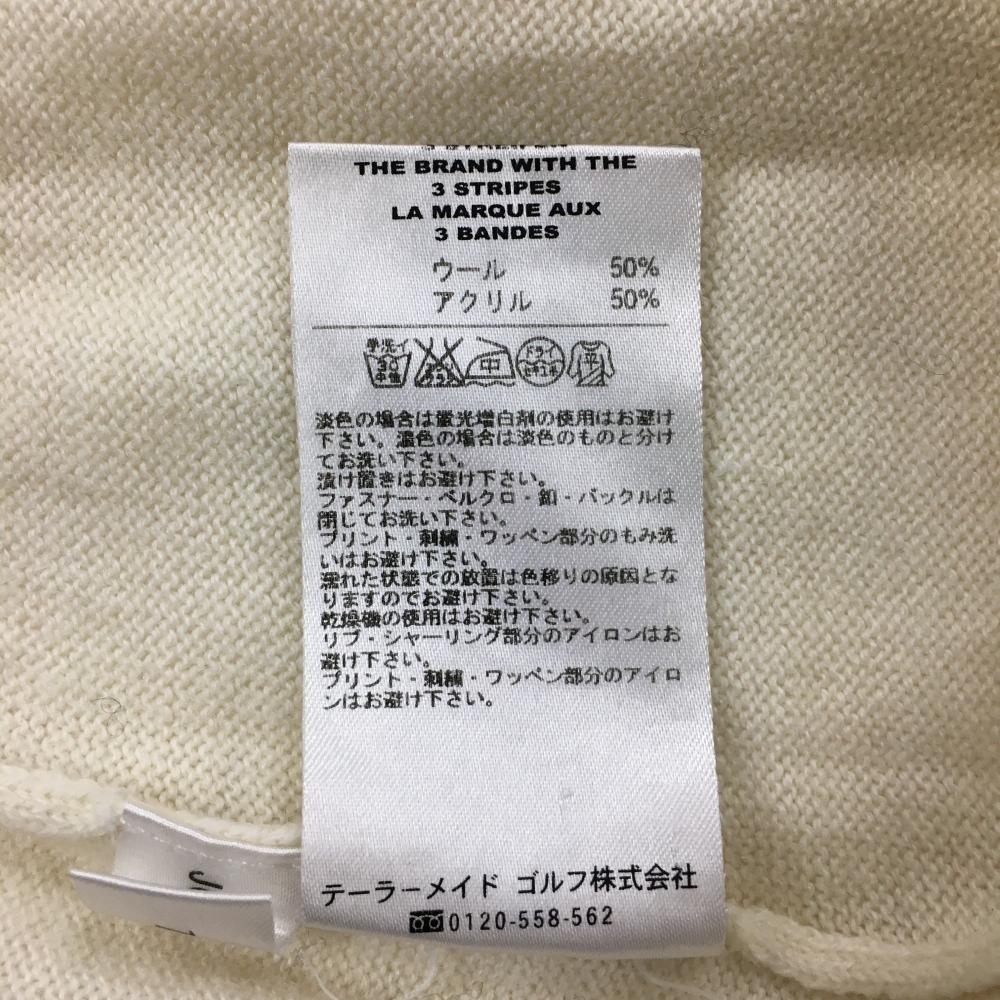 THE BRAND WITH THE
3 STRIPES
LA MARQUE AUX
3 BANDES
ウール 50%
アクリル 50%
手洗イ
30
中性
中
ドライ
平
淡色の場合は蛍光増白剤の使用はお避け
下さい。濃色の場合は淡色のものと分け
てお洗い下さい。
漬け置きはお避け下さい。
ファスナー・ベルクロ・釦・バックルは
閉じてお洗い下さい。
プリント・刺繍・ワッペン部分のもみ洗
いはお避け下さい。
濡れた状態での放置は色移りの原因とな
りますのでお避け下さい。
乾燥機の使用はお避け下さい。
リブ・シャーリング部分のアイロンはお
避け下さい。
プリント・刺繍・ワッペン部分のアイロ
ンはお避け下さい。
テーラーメイド ゴルフ株式会社
0120-558-562